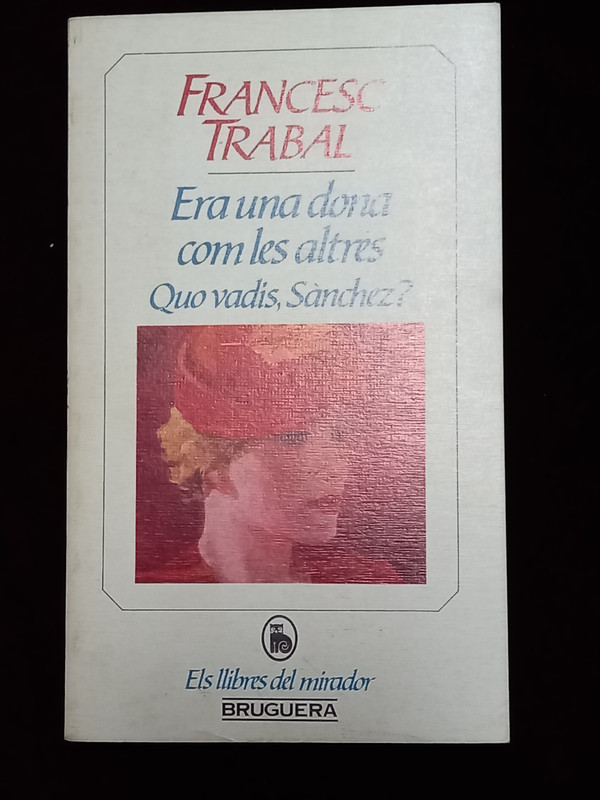 FRANCESC
TRABAL
Era una dona
com les altres
Quo vadis, Sànchez?
Els llibres del mirador
BRUGUERA